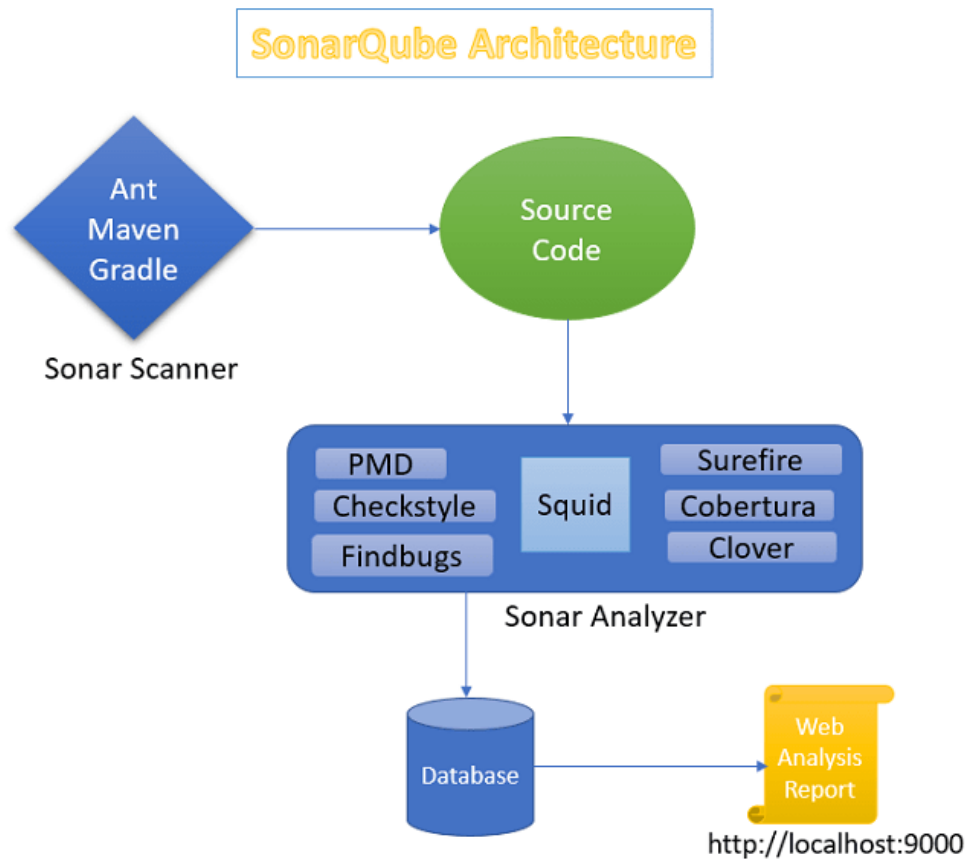 SonarQube Architecture
Ant
Maven
Gradle
Sonar Scanner
Source
Code
PMD
Checkstyle
Findbugs
Squid
Surefire
Cobertura
Clover
Sonar Analyzer
Database
Web
Analysis
Report
http://localhost:9000